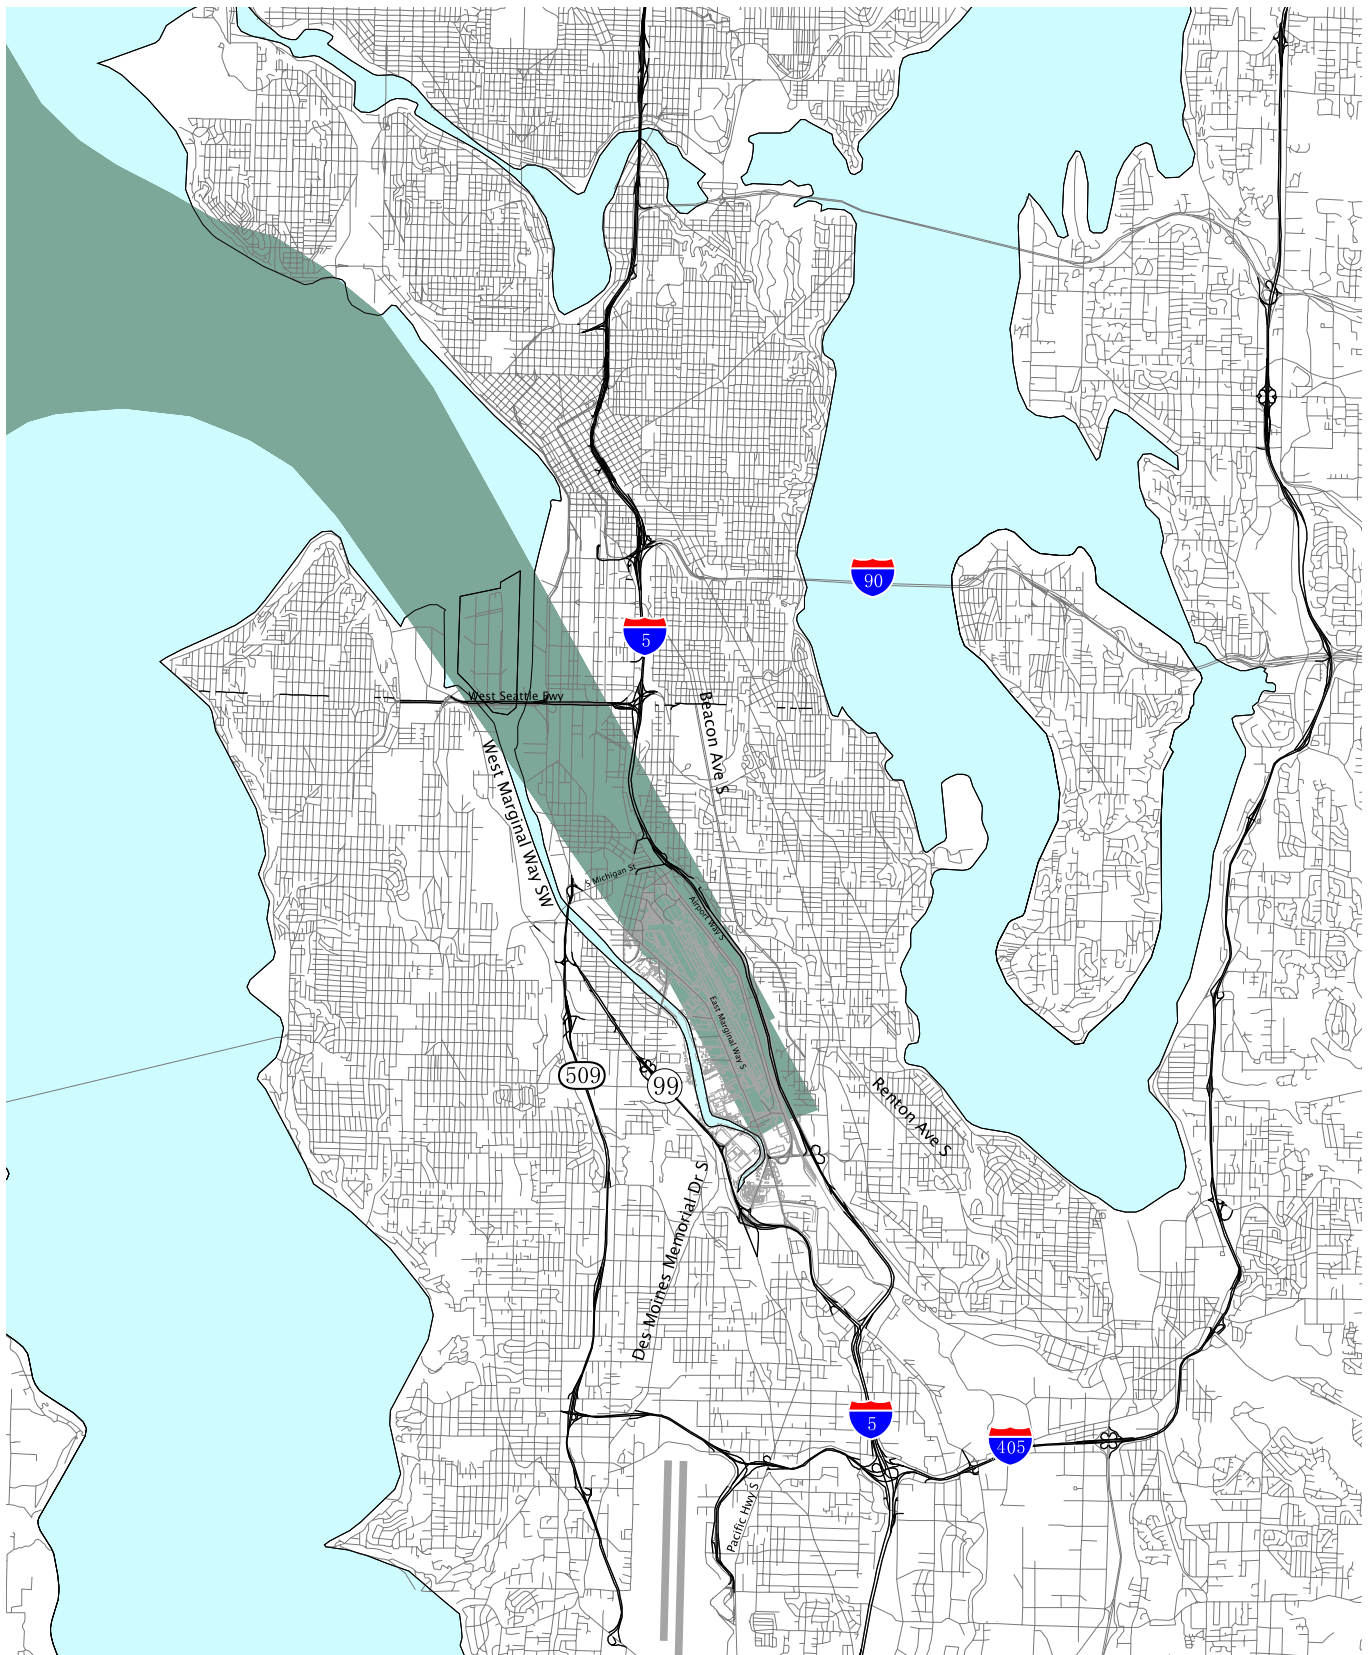 90
5
West Seattle Fwy
Beacon Ave S
West Marginal Way SW
S Michigan St
Airport Way S
East Marginal Way S
509
99
Renton Ave S
Des Moines Memorial Dr S
5
405
Pacific Hwy S